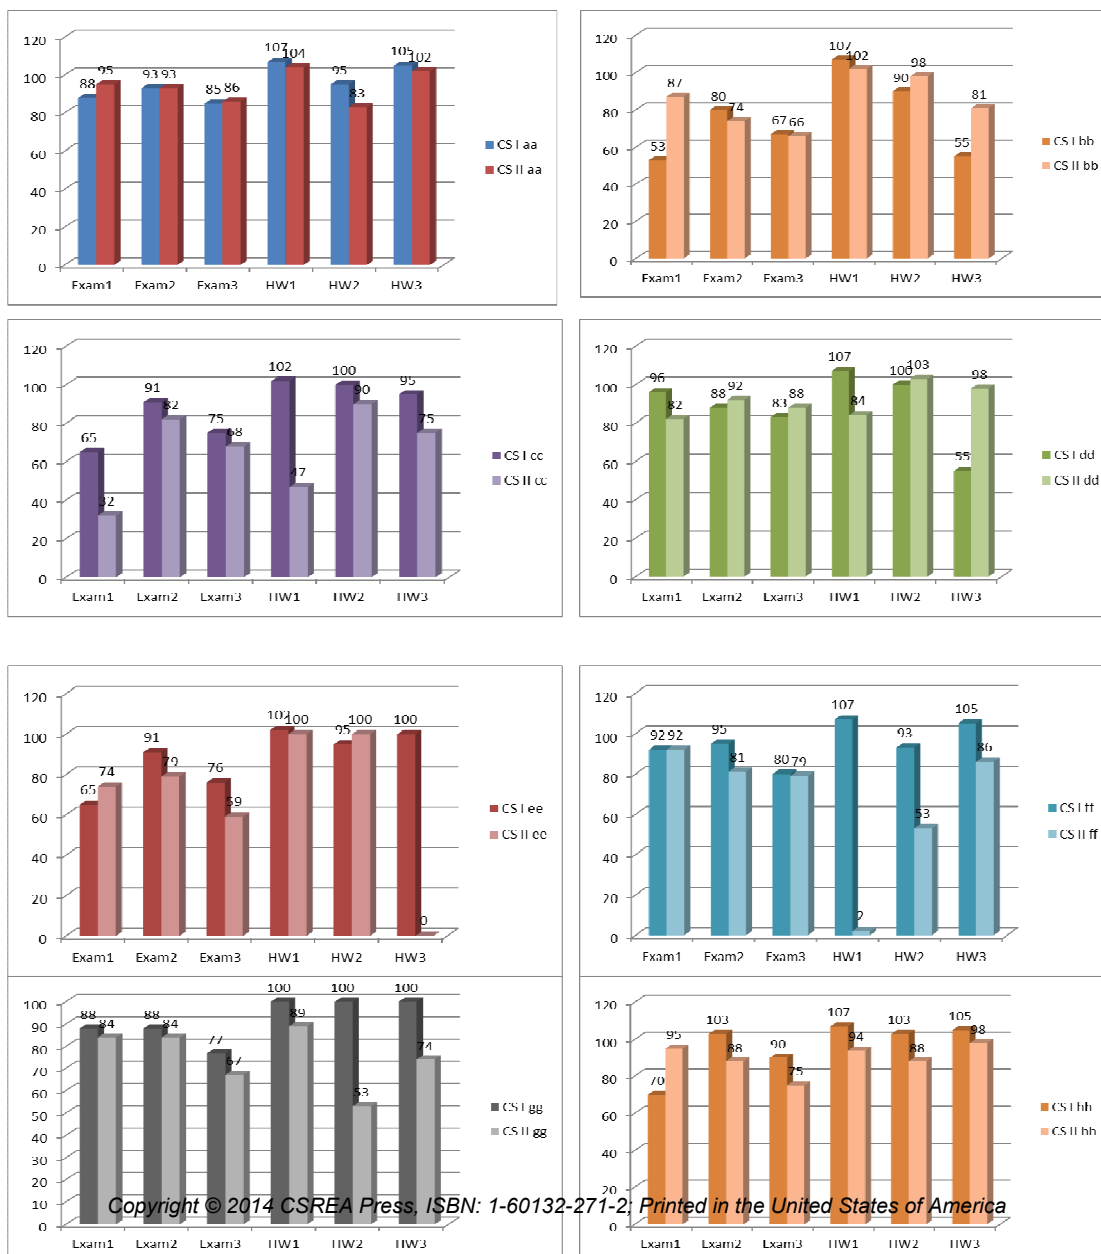 120
100
80
60
40
20
0
88 95 93 93 85 86 107 104 95 83 105 102
Exam1 Exam2 Exam3 HW1 HW2 HW3
CS I aa
CS II aa
120
100
80
60
40
20
0
53 87 80 74 67 66 107 102 90 98 55 81
Exam1 Exam2 Exam3 HW1 HW2 HW3
CS I bb
CS II bb
120
100
80
60
40
20
0
65 32 91 82 75 68 102 47 100 90 95 75
Exam1 Exam2 Exam3 HW1 HW2 HW3
CS I cc
CS II cc
120
100
80
60
40
20
0
96 82 88 92 83 88 107 84 100 103 55 98
Exam1 Exam2 Exam3 HW1 HW2 HW3
CS I dd
CS II dd
120
100
80
60
40
20
0
65 74 91 79 76 59 102 100 95 100 100 0
Exam1 Exam2 Exam3 HW1 HW2 HW3
CS I ee
CS II ee
120
100
80
60
40
20
0
92 92 95 81 80 79 107 2 93 53 105 86
Exam1 Exam2 Exam3 HW1 HW2 HW3
CS I ff
CS II ff
100
90
80
70
60
50
40
30
20
10
0
88 84 88 84 77 67 100 89 100 53 100 74
Exam1 Exam2 Exam3 HW1 HW2 HW3
CS I gg
CS II gg
120
100
80
60
40
20
0
70 95 103 88 90 75 107 94 103 88 105 98
Exam1 Exam2 Exam3 HW1 HW2 HW3
CS I hh
CS II hh
Copyright © 2014 CSREA Press, ISBN: 1-60132-271-2; Printed in the United States of America